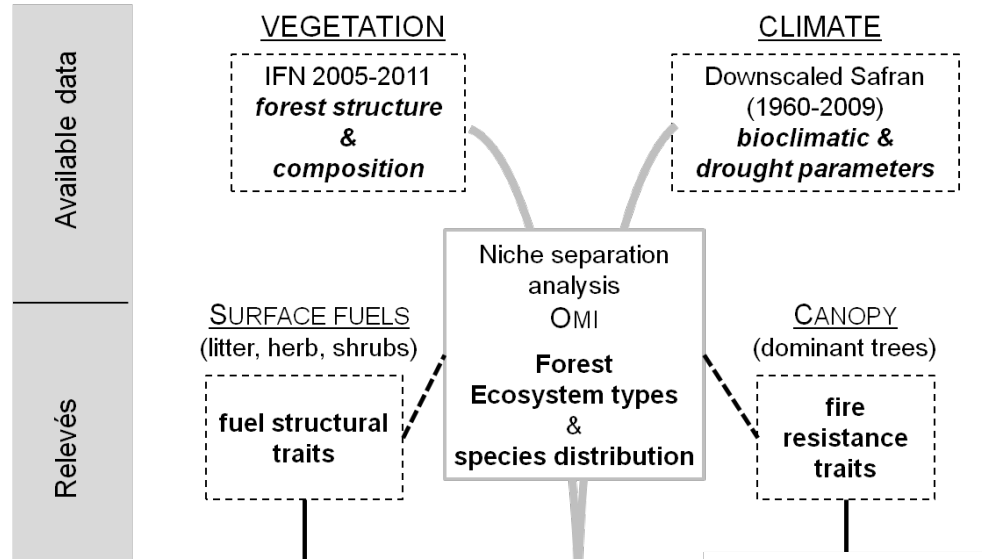 Available data
VEGETATION
IFN 2005-2011
forest structure
&
composition
CLIMATE
Downscaled Safran
(1960-2009)
bioclimatic &
drought parameters
Niche separation
analysis
OMI
Forest
Ecosystem types
&
species distribution
Relevés
SURFACE FUELS
(litter, herb, shrubs)
fuel structural
traits
CANOPY
(dominant trees)
fire
resistance
traits